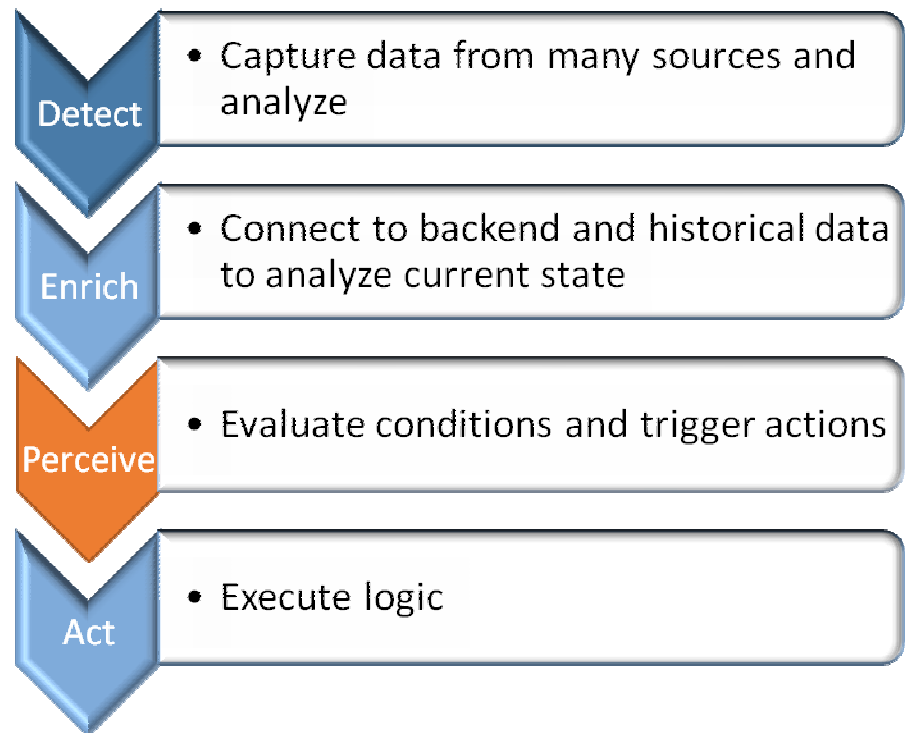 Detect
• Capture data from many sources and
analyze
Enrich
• Connect to backend and historical data
to analyze current state
Perceive
• Evaluate conditions and trigger actions
Act
• Execute logic